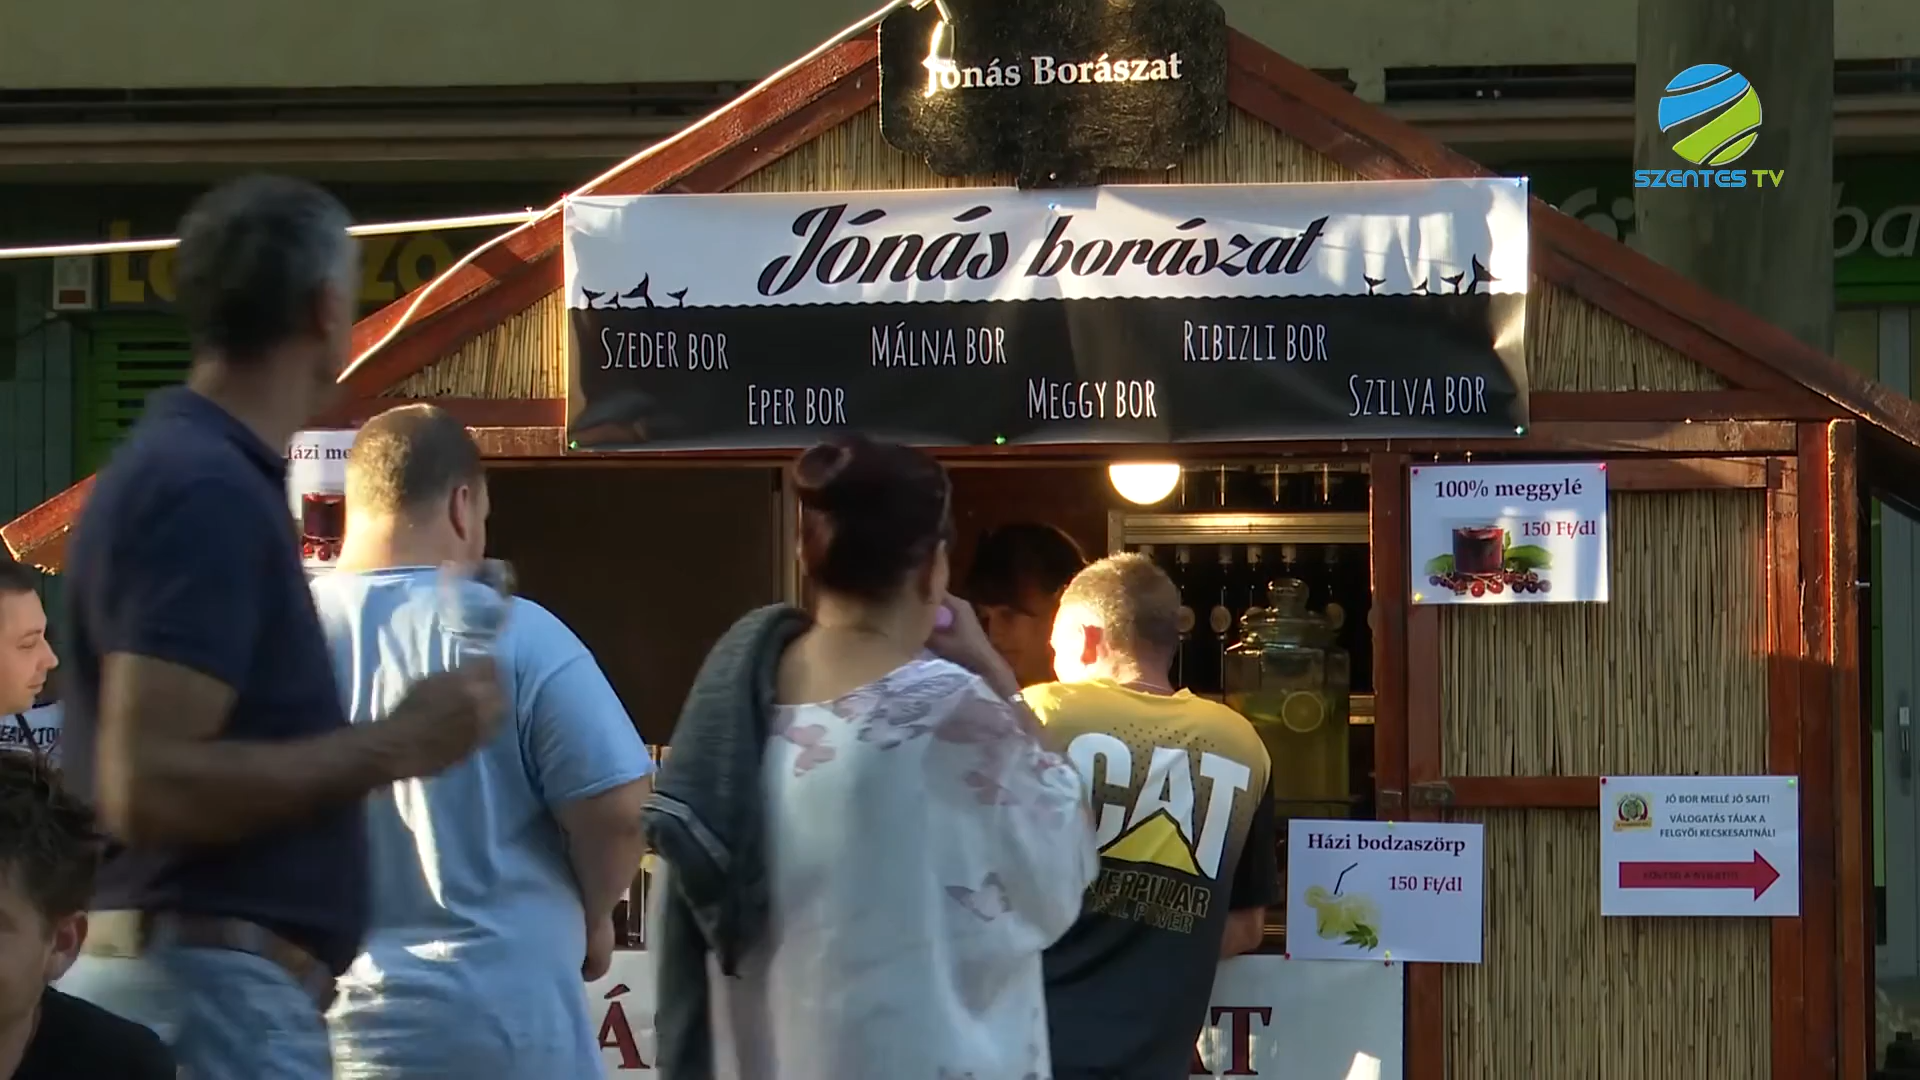 Jónás Borászat
SZENTES TV
Jónás borászat
SZEDER BOR
MÁLNA BOR
RIBIZLI BOR
EPER BOR
MEGGY BOR
SZILVA BOR
100% meggylé
150 Ft/dl
JÓ BOR MELLÉ JÓ SAJT!
VÁLOGATÁS TÁLAK A
FELGYŐI KECSKESAJTNÁL!
Házi bodzaszörp
150 Ft/dl
CAT